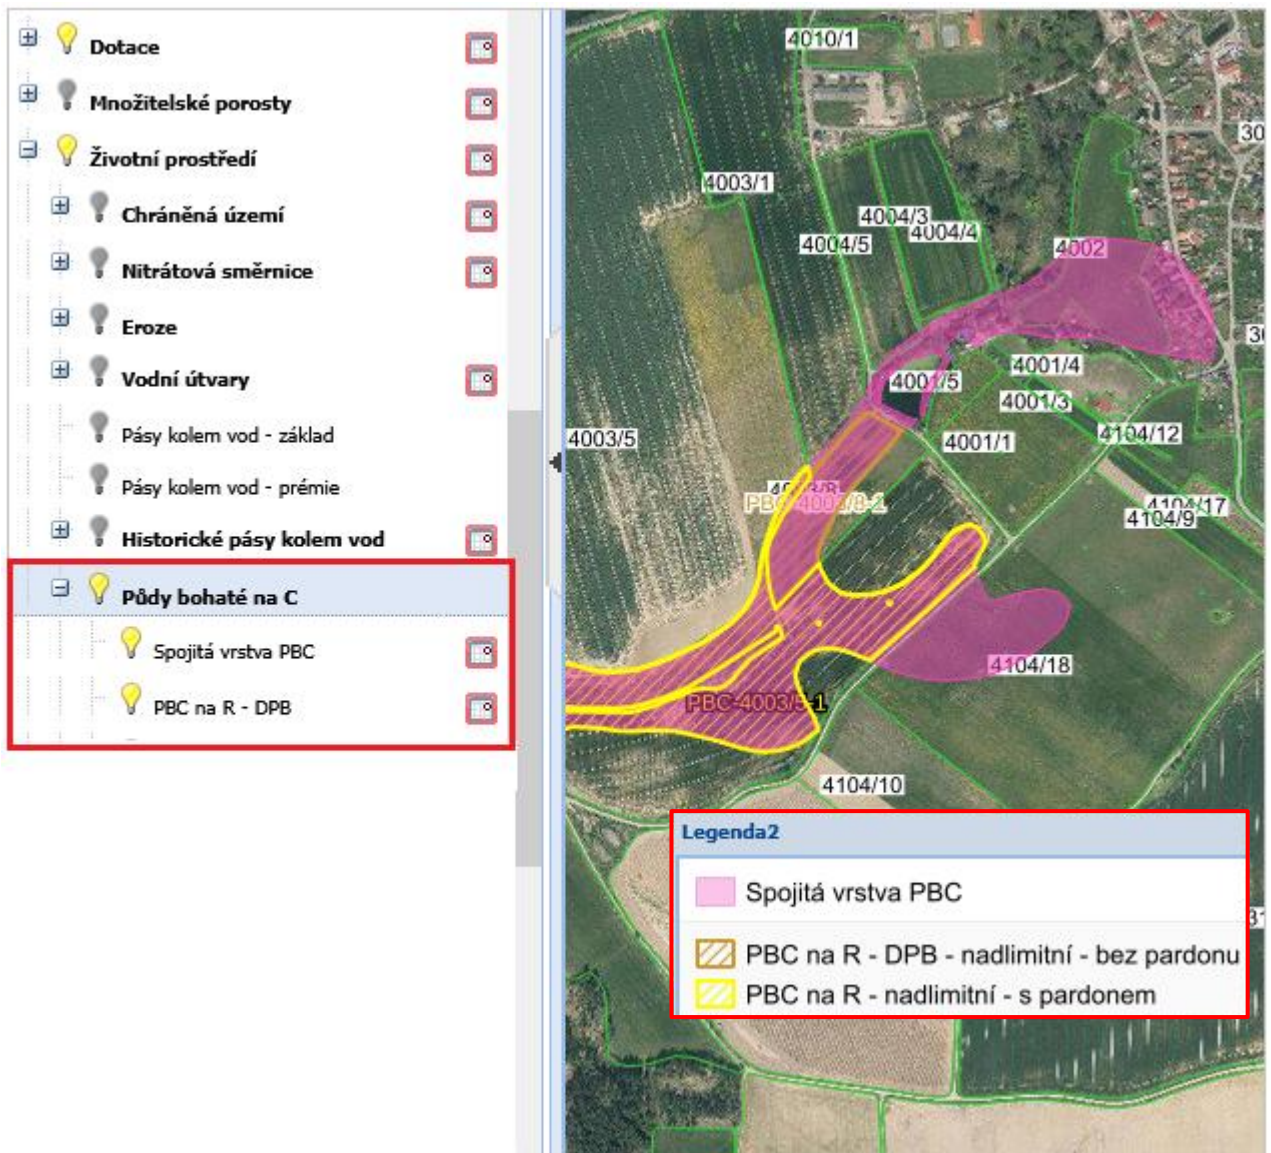 Dotace
Množitelské porosty
Životní prostředí
Chráněná území
Nitrátová směrnice
Eroze
Vodní útvary
Pásy kolem vod - základ
Pásy kolem vod - prémie
Historické pásy kolem vod
Půdy bohaté na C
Spojitá vrstva PBC
PBC na R - DPB
4010/1
30
4003/1
4004/3
4004/4
4004/5
4002
4001/4
4001/5
4001/3
4003/5
4001/1
4104/12
4104/17
4104/9
4104/18
PBC-4003/5-1
4104/10
Legenda2
Spojitá vrstva PBC
PBC na R - DPB - nadlimitní - bez pardonu
PBC na R - nadlimitní - s pardonem